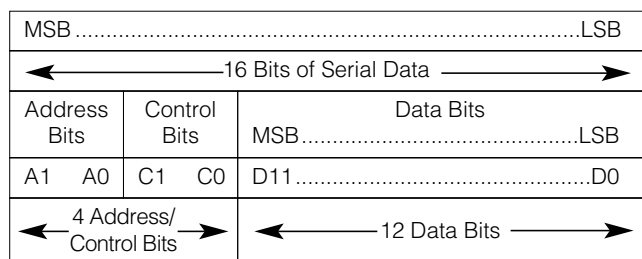 MSB...........................................................................LSB
16 Bits of Serial Data
Address Bits
Control Bits
Data Bits
MSB.........................................LSB
A1 A0 C1 C0 D11...........................................D0
4 Address/
Control Bits
12 Data Bits